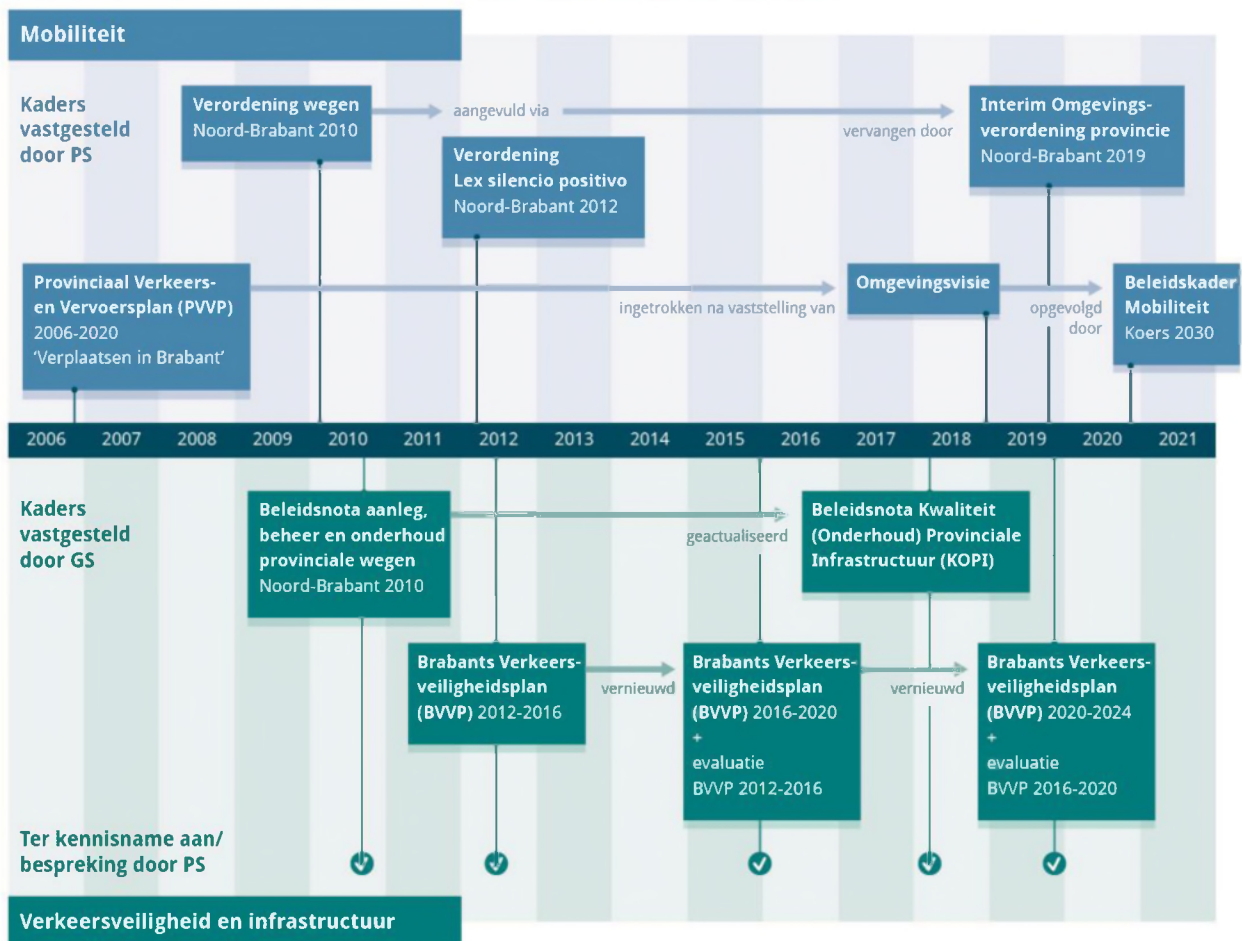 Mobiliteit
Kaders
vastgesteld
door PS
Verordening wegen
Noord-Brabant 2010
aangevuld via
vervangen door
Interim Omgevings-
verordening provincie
Noord-Brabant 2019
Verordening
Lex silencio positivo
Noord-Brabant 2012
Provinciaal Verkeers-
en Vervoersplan (PVVP)
2006-2020
‘Verplaatsen in Brabant’
ingetrokken na vaststelling van
Omgevingsvisie
opgevolgd
door
Beleidskader
Mobiliteit
Koers 2030
2006 2007 2008 2009 2010 2011 2012 2013 2014 2015 2016 2017 2018 2019 2020 2021
Kaders
vastgesteld
door GS
Beleidsnota aanleg,
beheer en onderhoud
provinciale wegen
Noord-Brabant 2010
geactualiseerd
Beleidsnota Kwaliteit
(Onderhoud) Provinciale
Infrastructuur (KOPI)
Brabants Verkeers-
veiligheidsplan
(BVVP) 2012-2016
vernieuwd
Brabants Verkeers-
veiligheidsplan
(BVVP) 2016-2020
+
evaluatie
BVVP 2012-2016
vernieuwd
Brabants Verkeers-
veiligheidsplan
(BVVP) 2020-2024
+
evaluatie
BVVP 2016-2020
Ter kennisname aan/
bespreking door PS
Verkeersveiligheid en infrastructuur